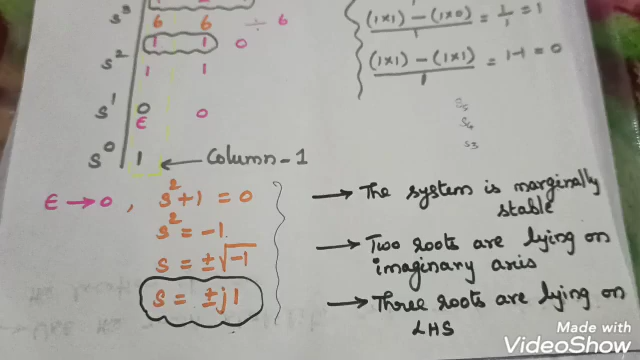 s³
6 6 ÷ 6
1 1 0
s² 1 1
s¹ 0 0
ε
s⁰ 1 ← Column-1
(1×1) - (1×0) / 1 = 1/1 = 1
(1×1) - (1×1) / 1 = 1-1 = 0
s5
s4
s3
ε → 0, s²+1 = 0
s² = -1
s = ±√-1
s = ±j1
→ The system is marginally
stable
→ Two roots are lying on
imaginary axis
→ Three roots are lying on
LHS
Made with
VideoShow